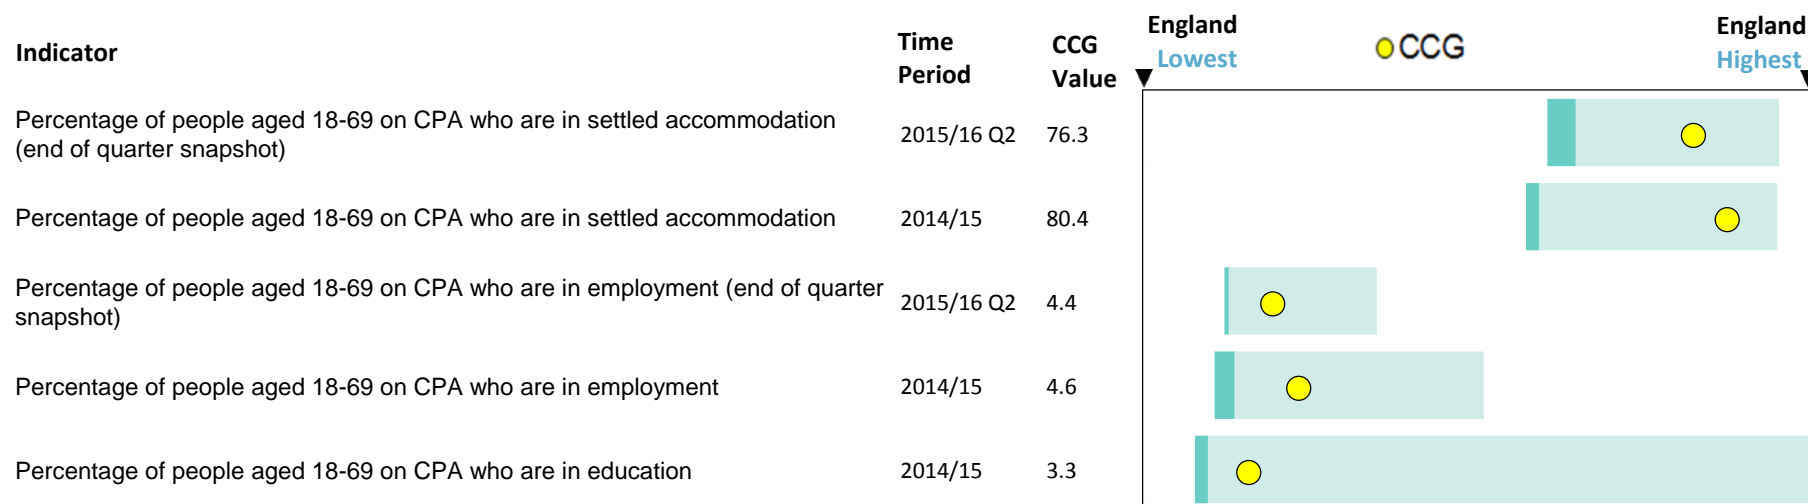 Indicator
Time
Period
CCG
Value
England
Lowest
CCG
England
Highest
Percentage of people aged 18-69 on CPA who are in settled accommodation
(end of quarter snapshot)
2015/16 Q2
76.3
Percentage of people aged 18-69 on CPA who are in settled accommodation
2014/15
80.4
Percentage of people aged 18-69 on CPA who are in employment (end of quarter
snapshot)
2015/16 Q2
4.4
Percentage of people aged 18-69 on CPA who are in employment
2014/15
4.6
Percentage of people aged 18-69 on CPA who are in education
2014/15
3.3